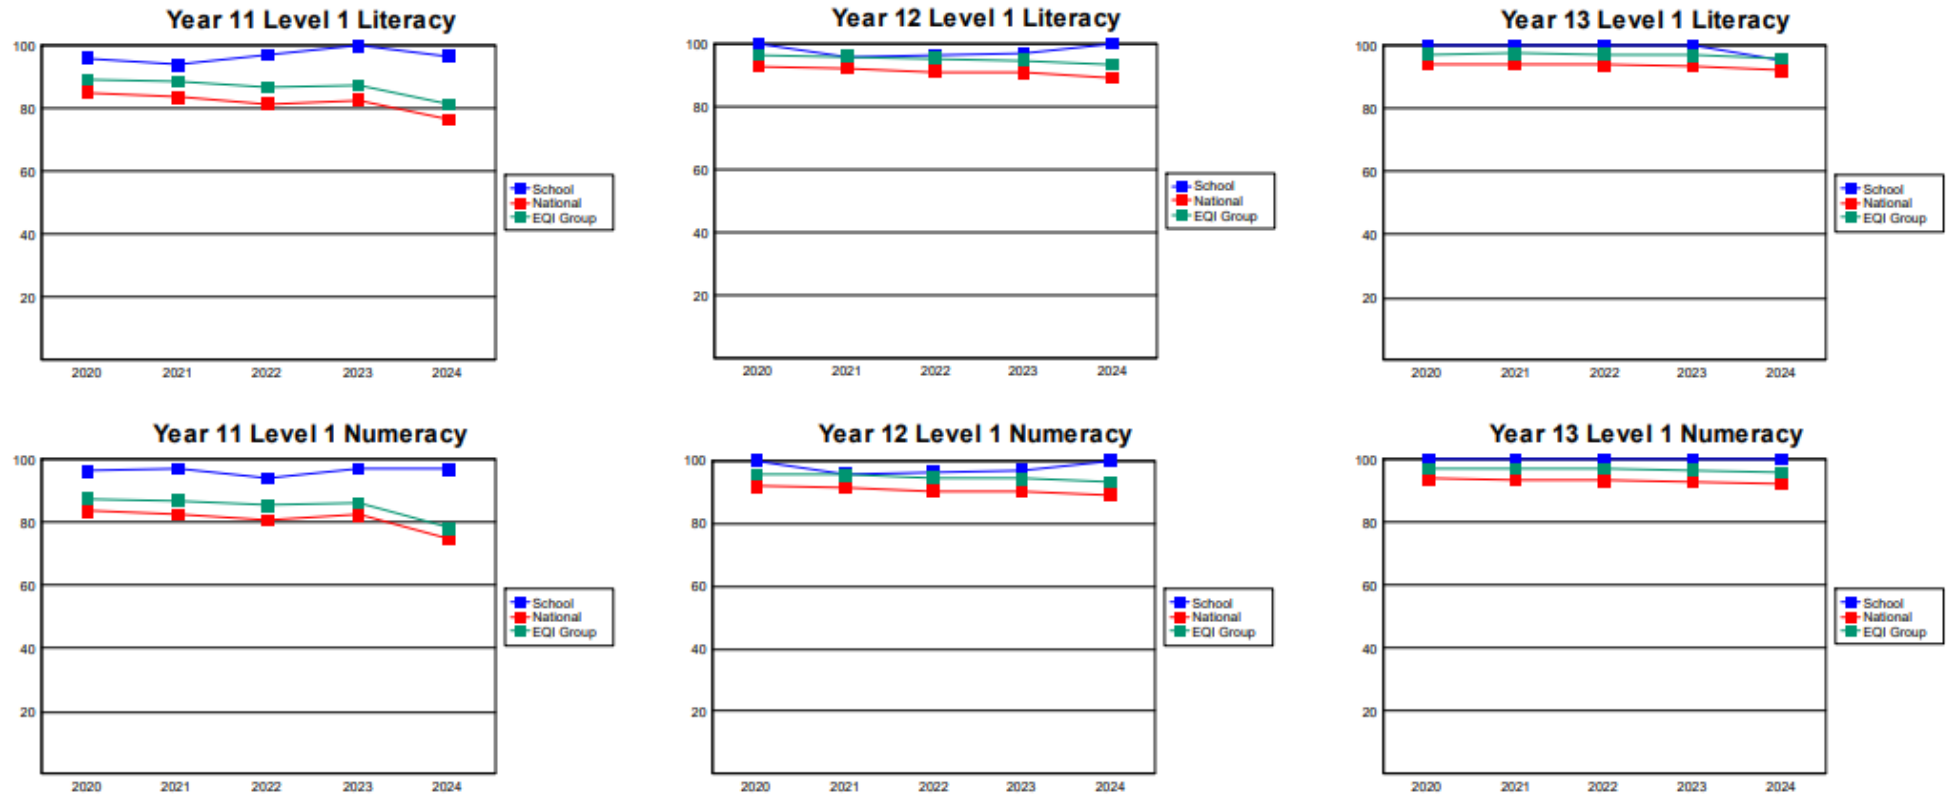 Year 11 Level 1 Literacy
100
80
60
40
20
2020 2021 2022 2023 2024
School
National
EQI Group
Year 12 Level 1 Literacy
100
80
60
40
20
2020 2021 2022 2023 2024
School
National
EQI Group
Year 13 Level 1 Literacy
100
80
60
40
20
2020 2021 2022 2023 2024
School
National
EQI Group
Year 11 Level 1 Numeracy
100
80
60
40
20
2020 2021 2022 2023 2024
School
National
EQI Group
Year 12 Level 1 Numeracy
100
80
60
40
20
2020 2021 2022 2023 2024
School
National
EQI Group
Year 13 Level 1 Numeracy
100
80
60
40
20
2020 2021 2022 2023 2024
School
National
EQI Group